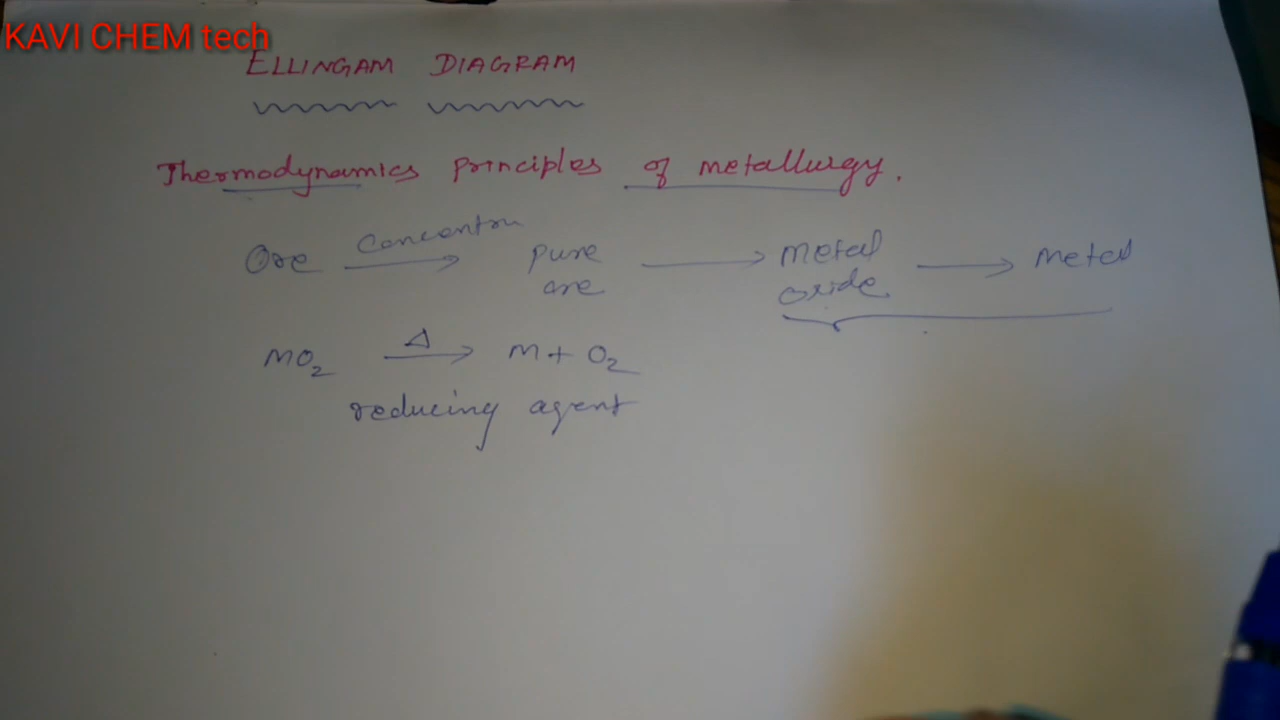 KAVI CHEM tech
ELLINGAM DIAGRAM
Thermodynamics principles of metallurgy.
Ore Concentra pure metal metal
ore oxide
Δ
MO2 → M + O2
reducing agent